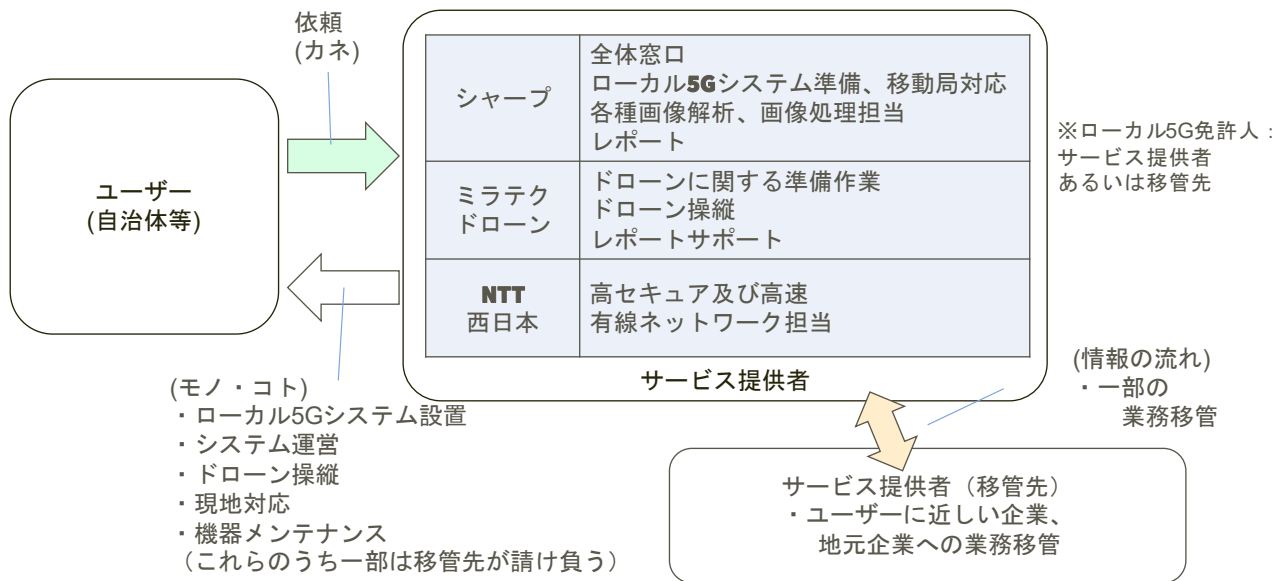 依頼
(カネ)
ユーザー
(自治体等)
シャープ
全体窓口
ローカル5Gシステム準備、移動局対応
各種画像解析、画像処理担当
レポート
ミラテク
ドローン
ドローンに関する準備作業
ドローン操縦
レポートサポート
NTT
西日本
高セキュア及び高速
有線ネットワーク担当
サービス提供者
※ローカル5G免許人：
サービス提供者
あるいは移管先
(モノ・コト)
・ローカル5Gシステム設置
・システム運営
・ドローン操縦
・現地対応
・機器メンテナンス
（これらのうち一部は移管先が請け負う）
(情報の流れ)
・一部の
業務移管
サービス提供者（移管先）
・ユーザーに近しい企業、
地元企業への業務移管